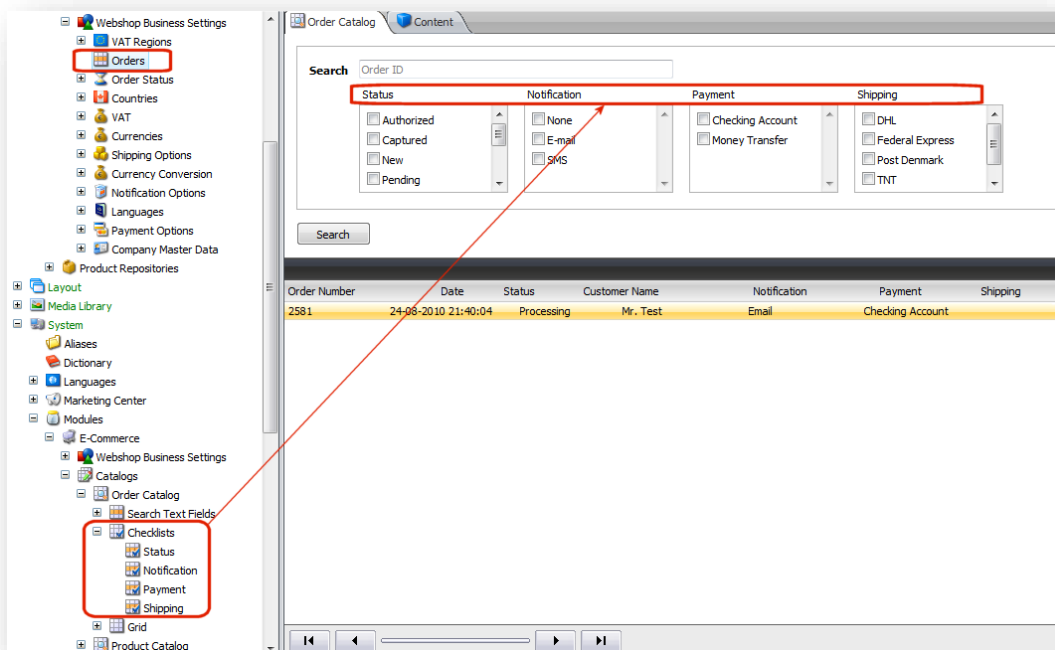 Webshop Business Settings
VAT Regions
Orders
Order Status
Countries
VAT
Currencies
Shipping Options
Currency Conversion
Notification Options
Languages
Payment Options
Company Master Data
Product Repositories
Layout
Media Library
System
Aliases
Dictionary
Languages
Marketing Center
Modules
E-Commerce
Webshop Business Settings
Catalogs
Order Catalog
Search Text Fields
Checklists
Status
Notification
Payment
Shipping
Grid
Product Catalog
Order Catalog Content
Search Order ID
Status Notification Payment Shipping
Authorized None Checking Account DHL
Captured E-mail Money Transfer Federal Express
New SMS Post Denmark
Pending TNT
Search
Order Number Date Status Customer Name Notification Payment Shipping
2581 24-08-2010 21:40:04 Processing Mr. Test Email Checking Account